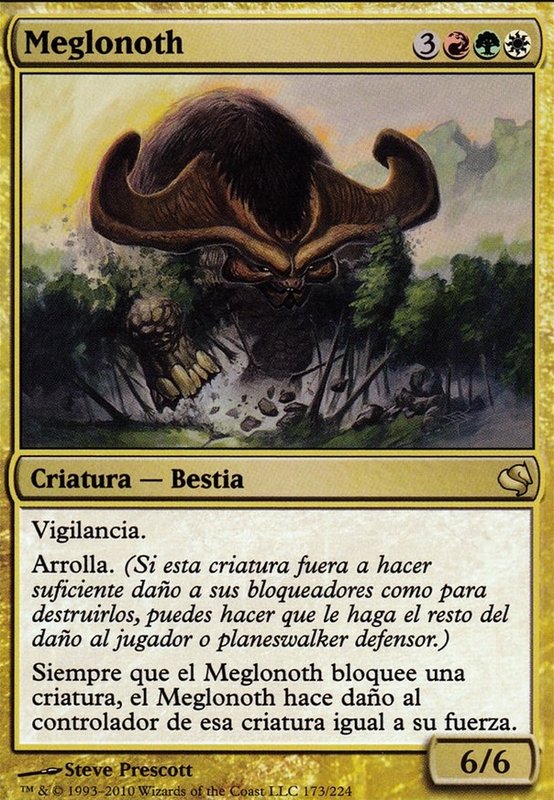 Meglonoth 3
Criatura — Bestia
Vigilancia.
Arrolla. (Si esta criatura fuera a hacer
suficiente daño a sus bloqueadores como para
destruirlos, puedes hacer que le haga el resto del
daño al jugador o planeswalker defensor.)
Siempre que el Meglonoth bloquee una
criatura, el Meglonoth hace daño al
controlador de esa criatura igual a su fuerza.
6/6
Steve Prescott
™ & © 1993–2010 Wizards of the Coast LLC 173/224